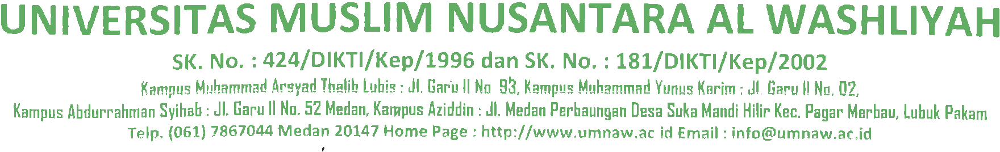 UNIVERSITAS MUSLIM NUSANTARA AL WASHLIYAH
SK. No. : 424/DIKTI/Kep/1996 dan SK. No. : 181/DIKTI/Kep/2002
Kampus Muhammad Arsyad Thalib Lubis : Jl. Garu II No 93, Kampus Muhammad Yunus Karim : Jl. Garu II No. 02,
Kampus Abdurrahman Syihab : Jl. Garu II No. 52 Medan, Kampus Aziddin : Jl. Medan Perbaungan Desa Suka Mandi Hilir Kec. Pagar Merbau, Lubuk Pakam
Telp. (061) 7867044 Medan 20147 Home Page : http://www.umnaw.ac id Email : info@umnaw.ac.id